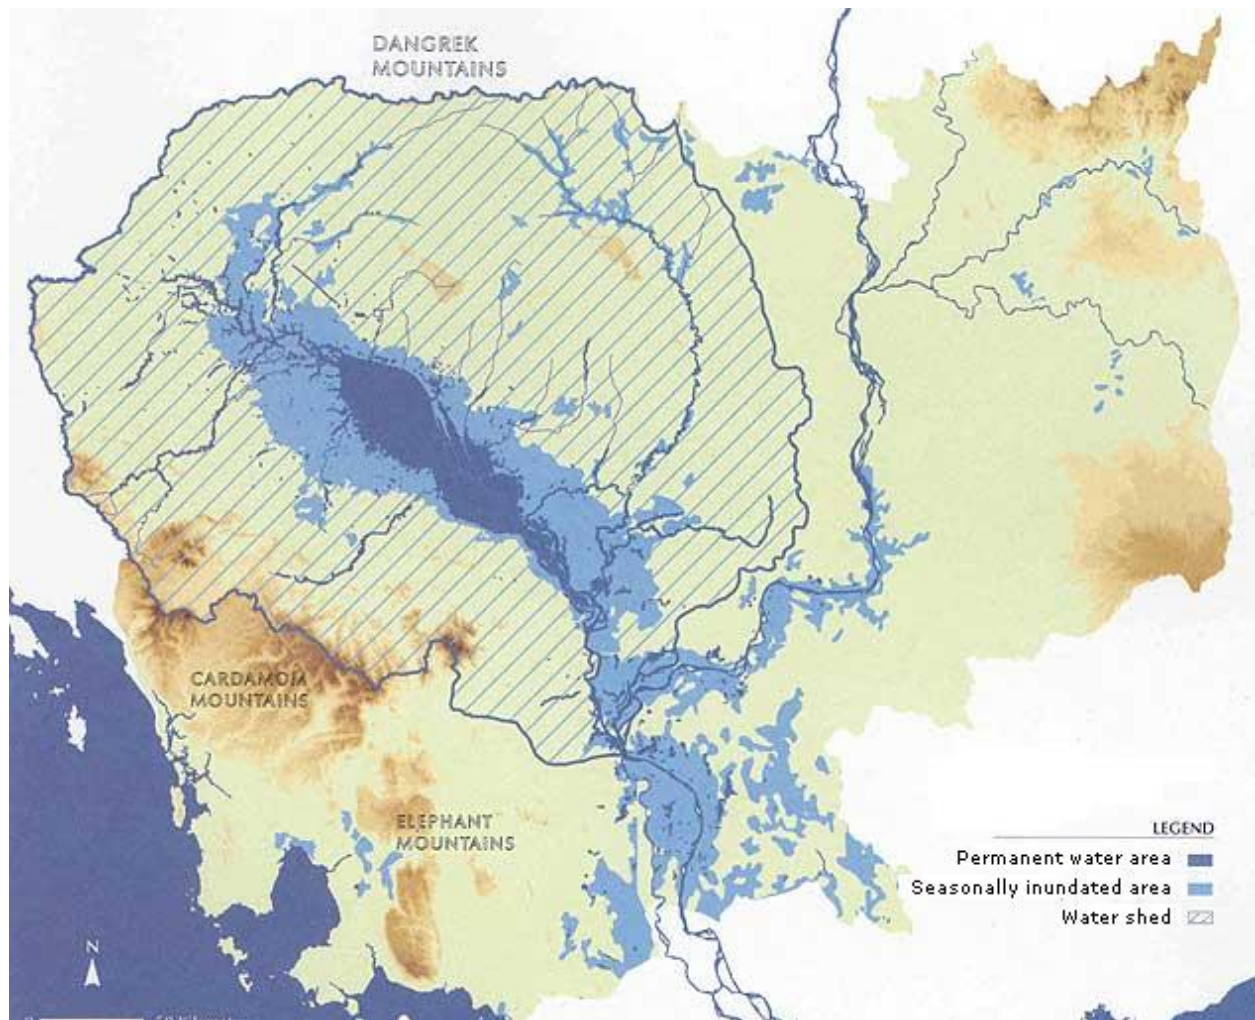 DANGREK
MOUNTAINS
CARDAMOM
MOUNTAINS
ELEPHANT
MOUNTAINS
LEGEND
Permanent water area
Seasonally inundated area
Water shed
N